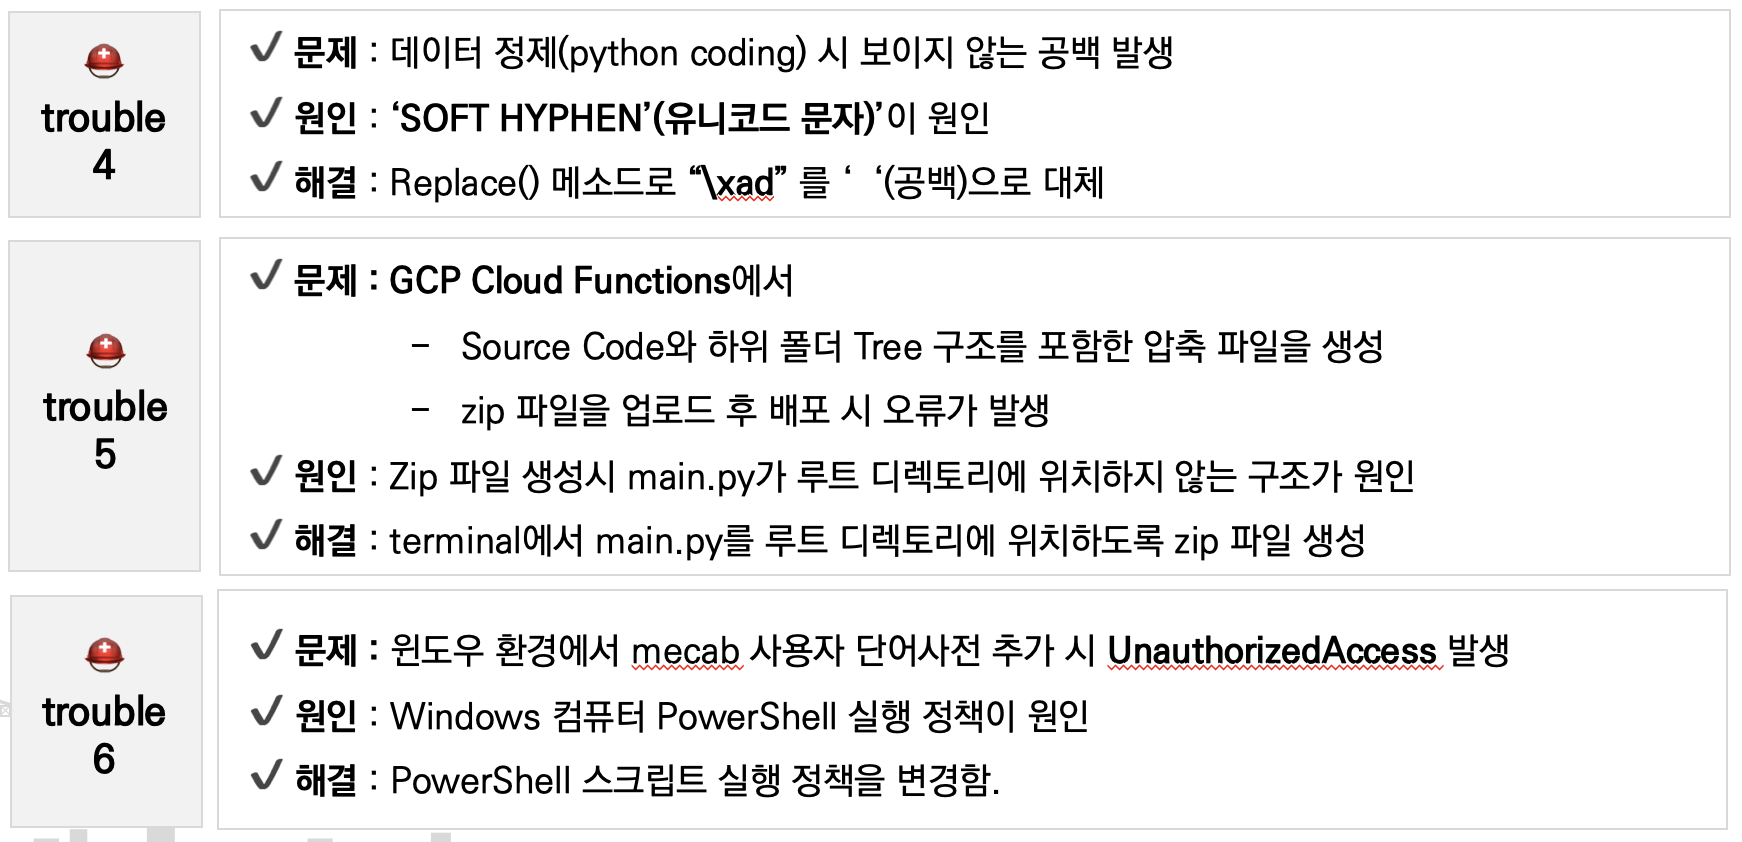 trouble
4
✓ 문제 : 데이터 정제(python coding) 시 보이지 않는 공백 발생
✓ 원인 : ‘SOFT HYPHEN’(유니코드 문자)’이 원인
✓ 해결 : Replace() 메소드로 “\xad” 를 ‘ ‘(공백)으로 대체
trouble
5
✓ 문제 : GCP Cloud Functions에서
- Source Code와 하위 폴더 Tree 구조를 포함한 압축 파일을 생성
- zip 파일을 업로드 후 배포 시 오류가 발생
✓ 원인 : Zip 파일 생성시 main.py가 루트 디렉토리에 위치하지 않는 구조가 원인
✓ 해결 : terminal에서 main.py를 루트 디렉토리에 위치하도록 zip 파일 생성
trouble
6
✓ 문제 : 윈도우 환경에서 mecab 사용자 단어사전 추가 시 UnauthorizedAccess 발생
✓ 원인 : Windows 컴퓨터 PowerShell 실행 정책이 원인
✓ 해결 : PowerShell 스크립트 실행 정책을 변경함.